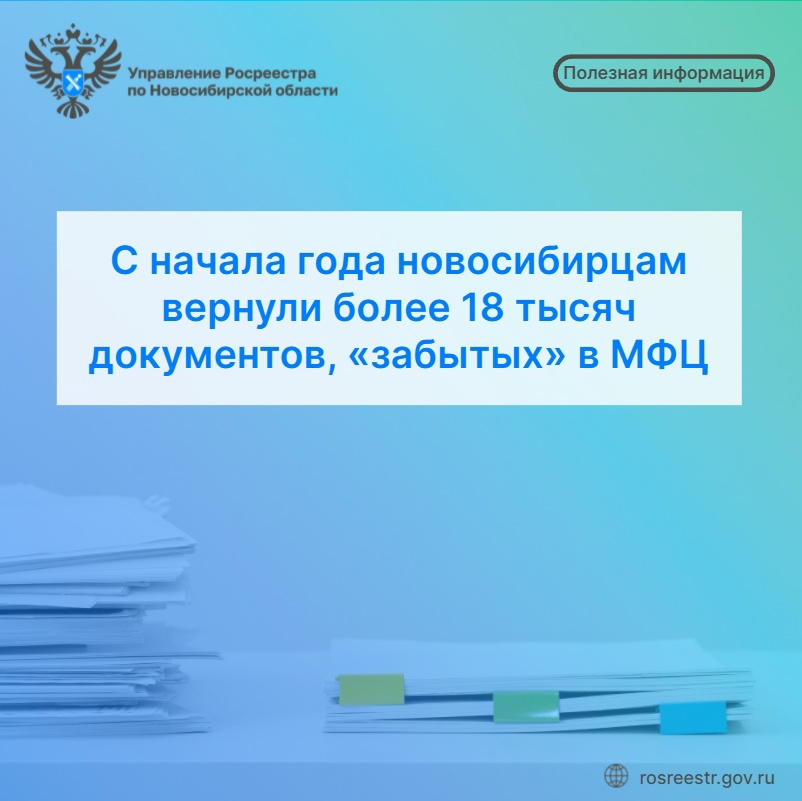 Управление Росреестра
по Новосибирской области
Полезная информация
С начала года новосибирцам
вернули более 18 тысяч
документов, «забытых» в МФЦ
rosreestr.gov.ru